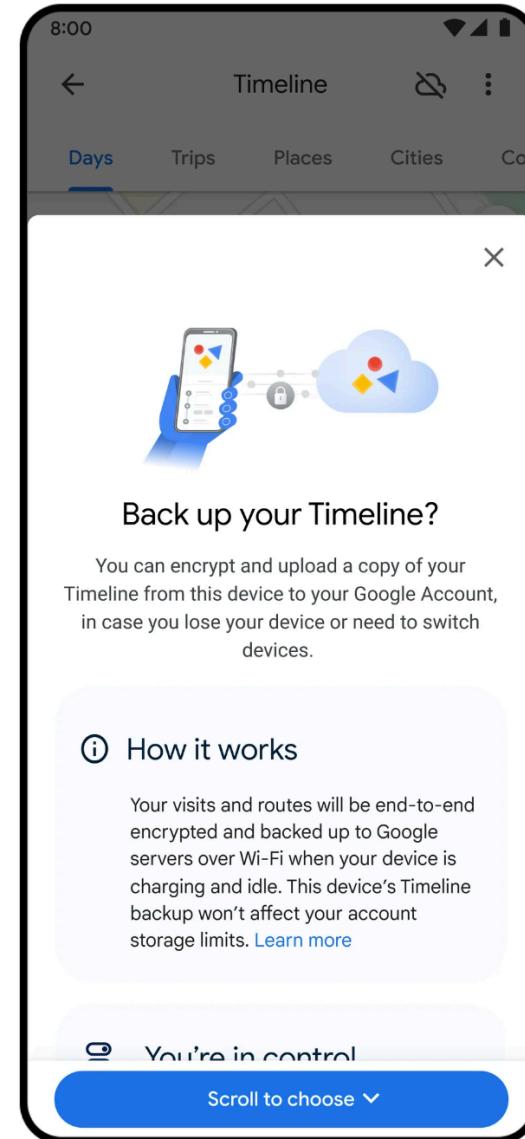 8:00
Timeline
Days Trips Places Cities Co
Back up your Timeline?
You can encrypt and upload a copy of your
Timeline from this device to your Google Account,
in case you lose your device or need to switch
devices.
How it works
Your visits and routes will be end-to-end
encrypted and backed up to Google
servers over Wi-Fi when your device is
charging and idle. This device’s Timeline
backup won’t affect your account
storage limits. Learn more
You’re in control
Scroll to choose